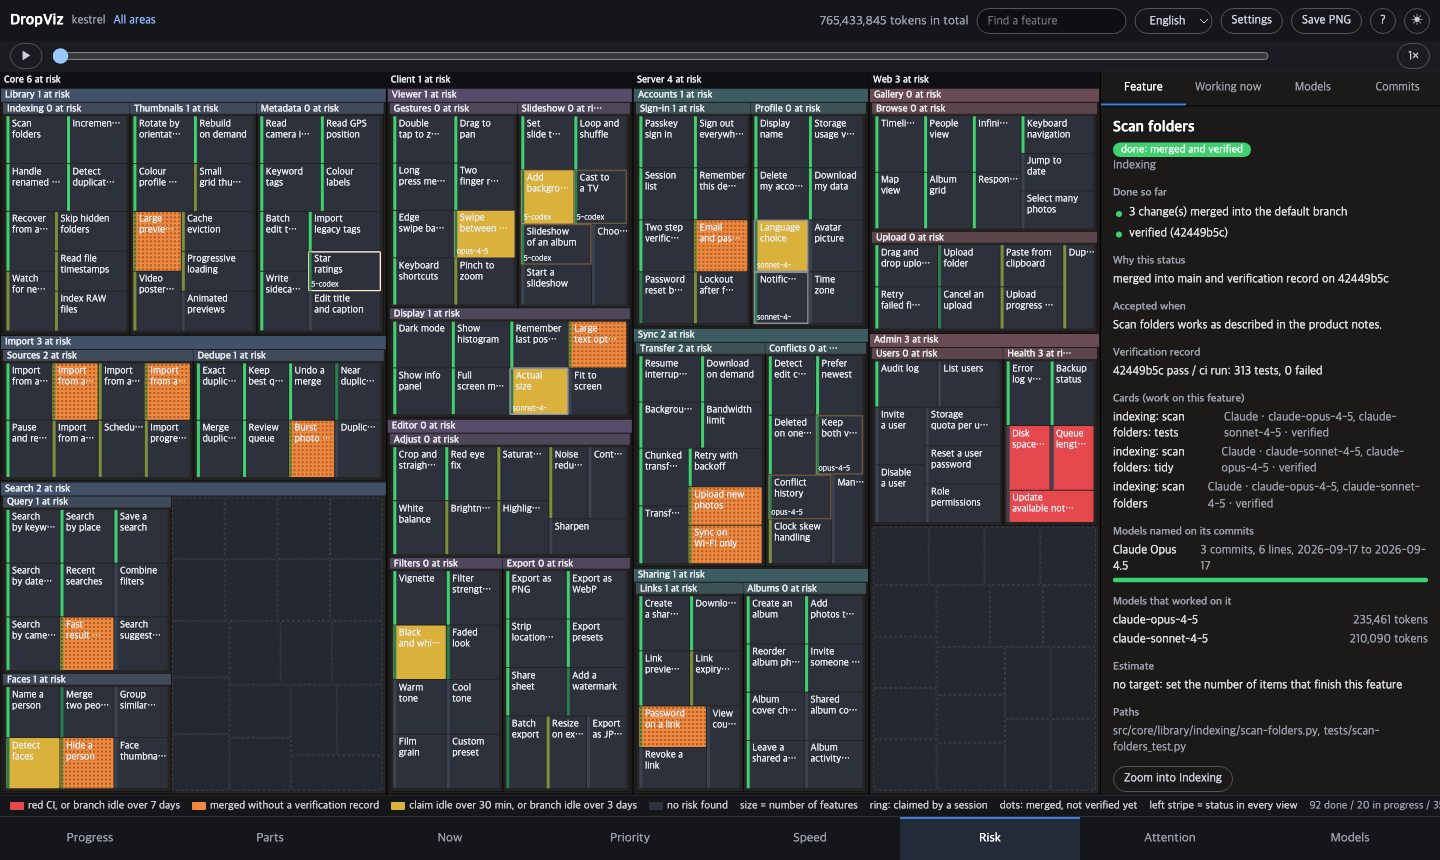 DropViz kestrel All areas 765,433,845 tokens in total Find a feature English Settings Save PNG ?
1×
Core 6 at risk
Library 1 at risk
Indexing 0 at risk
Scan folders
Incremen···
Handle renamed ···
Detect duplicat···
Recover from a···
Skip hidden folders
Read file timestamps
Watch for ne···
Index RAW files
Thumbnails 1 at risk
Rotate by orientat···
Rebuild on demand
Colour profile ···
Small grid thu···
Large previe···
Cache eviction
Progressive loading
Video poster···
Animated previews
Metadata 0 at risk
Read camera i···
Read GPS position
Keyword tags
Colour labels
Batch edit t···
Import legacy tags
Star ratings
5-codex
Write sideca···
Edit title and caption
Import 3 at risk
Sources 2 at risk
Import from a···
Import from a···
Import from a···
Import from a···
Pause and re···
Import from a···
Schedu···
Import progre···
Dedupe 1 at risk
Exact duplic···
Keep best q···
Undo a merge
Near duplic···
Merge duplic···
Review queue
Burst photo ···
Duplic···
Search 2 at risk
Query 1 at risk
Search by keyw···
Search by place
Save a search
Search by date···
Recent searches
Combine filters
Search by came···
Fast result ···
Search suggest···
Faces 1 at risk
Name a person
Merge two peo···
Group similar···
Detect faces
Hide a person
Face thumbna···
Client 1 at risk
Viewer 1 at risk
Gestures 0 at risk
Double tap to z···
Drag to pan
Long press me···
Two finger r···
Edge swipe ba···
Swipe between ···
opus-4-5
Keyboard shortcuts
Pinch to zoom
Slideshow 0 at ri···
Set slide t···
Loop and shuffle
Add backgro···
5-codex
Cast to a TV
5-codex
Slideshow of an album
5-codex
Choo···
Start a slideshow
Display 1 at risk
Dark mode
Show histogram
Remember last pos···
Large text opt···
Show info panel
Full screen m···
Actual size
sonnet-4-
Fit to screen
Editor 0 at risk
Adjust 0 at risk
Crop and straigh···
Red eye fix
Saturat···
Noise redu···
Cont···
White balance
Brightn···
Highlig···
Sharpen
Filters 0 at risk
Vignette
Filter strengt···
Black and whi···
Faded look
Warm tone
Cool tone
Film grain
Custom preset
Export 0 at risk
Export as PNG
Export as WebP
Strip location···
Export presets
Share sheet
Add a watermark
Batch export
Resize on ex···
Export as JP···
Server 4 at risk
Accounts 1 at risk
Sign-in 1 at risk
Passkey sign in
Sign out everywh···
Session list
Remember this de···
Two step verific···
Email and pas···
Password reset b···
Lockout after f···
Profile 0 at risk
Display name
Storage usage v···
Delete my acco···
Download my data
Language choice
sonnet-4-
Avatar picture
Notific···
sonnet-4-
Time zone
Sync 2 at risk
Transfer 2 at risk
Resume interrup···
Download on demand
Backgrou···
Bandwidth limit
Chunked transf···
Retry with backoff
Upload new photos
Transf···
Sync on Wi-Fi only
Conflicts 0 at ···
Detect edit c···
Prefer newest
Deleted on one···
Keep both v···
opus-4-5
Conflict history
opus-4-5
Man···
Clock skew handling
Sharing 1 at risk
Links 1 at risk
Create a shar···
Downlo···
Link previe···
Link expiry···
Password on a link
View cou···
Revoke a link
Albums 0 at risk
Create an album
Add photos t···
Reorder album ph···
Invite someone ···
Album cover ch···
Shared album co···
Leave a shared a···
Album activity···
Web 3 at risk
Gallery 0 at risk
Browse 0 at risk
Timeli···
People view
Infini···
Keyboard navigation
Jump to date
Map view
Album grid
Respon···
Select many photos
Upload 0 at risk
Drag and drop uplo···
Upload folder
Paste from clipboard
Dup···
Retry failed fi···
Cancel an upload
Upload progress ···
Admin 3 at risk
Users 0 at risk
Audit log
List users
Invite a user
Storage quota per u···
Reset a user password
Disable a user
Role permissions
Health 3 at ri···
Error log v···
Backup status
Disk space···
Queue lengt···
Update available not···
Feature Working now Models Commits
Scan folders
done: merged and verified
Indexing
Done so far
3 change(s) merged into the default branch
verified (42449b5c)
Why this status
merged into main and verification record on 42449b5c
Accepted when
Scan folders works as described in the product notes.
Verification record
42449b5c pass / ci run: 313 tests, 0 failed
Cards (work on this feature)
indexing: scan folders: tests
Claude · claude-opus-4-5, claude-sonnet-4-5 · verified
indexing: scan folders: tidy
Claude · claude-sonnet-4-5, claude-opus-4-5 · verified
indexing: scan folders
Claude · claude-opus-4-5, claude-sonnet-4-5 · verified
Models named on its commits
Claude Opus 4.5
3 commits, 6 lines, 2026-09-17 to 2026-09-17
Models that worked on it
claude-opus-4-5 235,461 tokens
claude-sonnet-4-5 210,090 tokens
Estimate
no target: set the number of items that finish this feature
Paths
src/core/library/indexing/scan-folders.py, tests/scan-folders_test.py
Zoom into Indexing
red CI, or branch idle over 7 days merged without a verification record claim idle over 30 min, or branch idle over 3 days no risk found size = number of features ring: claimed by a session dots: merged, not verified yet left stripe = status in every view 92 done / 20 in progress /
Progress Parts Now Priority Speed Risk Attention Models